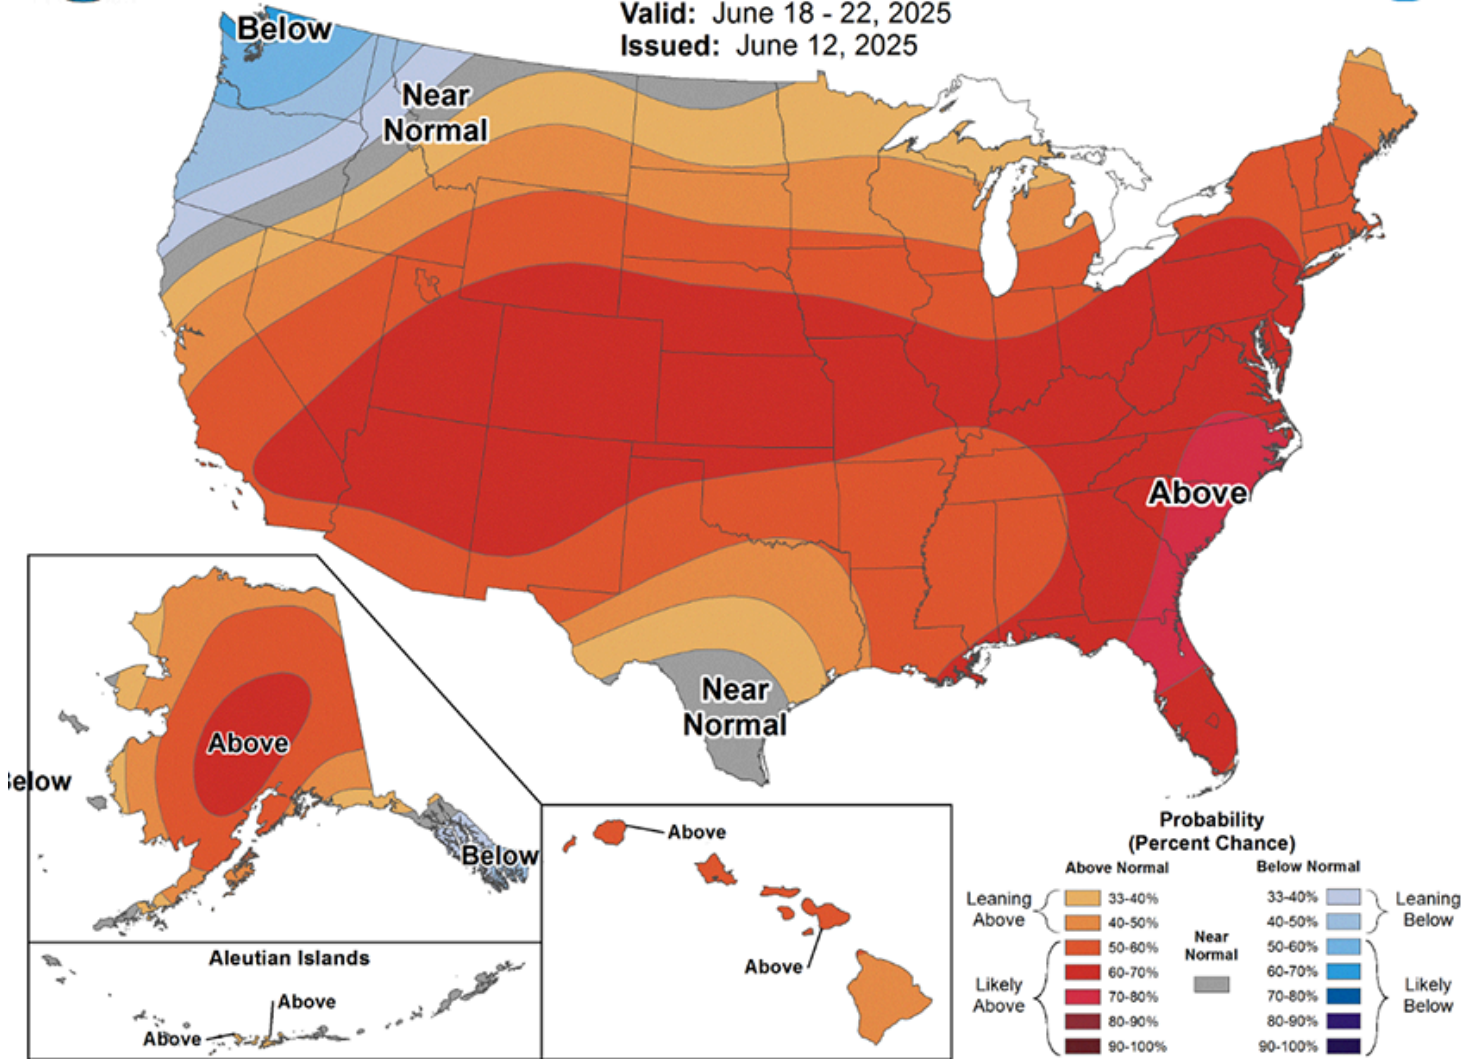 Valid: June 18 - 22, 2025
Issued: June 12, 2025
Below
Near
Normal
Above
Near
Normal
Above
elow
Below
Aleutian Islands
Above
Above
Above
Above
Probability
(Percent Chance)
Above Normal
Below Normal
Leaning
Above
33-40%
40-50%
Likely
Above
50-60%
60-70%
70-80%
80-90%
90-100%
Near
Normal
33-40%
40-50%
Leaning
Below
50-60%
60-70%
70-80%
80-90%
90-100%
Likely
Below